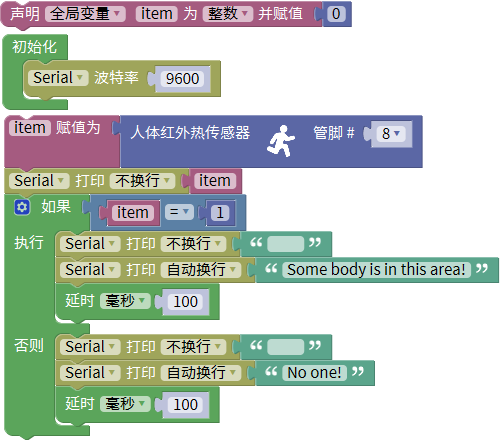 声明 全局变量 item 为 整数 并赋值 0
初始化
Serial 波特率 9600
item 赋值为 人体红外热传感器 管脚 # 8
Serial 打印 不换行 item
如果 item = 1
执行 Serial 打印 不换行 “ ”
Serial 打印 自动换行 “ Some body is in this area! ”
延时 毫秒 100
否则 Serial 打印 不换行 “ ”
Serial 打印 自动换行 “ No one! ”
延时 毫秒 100